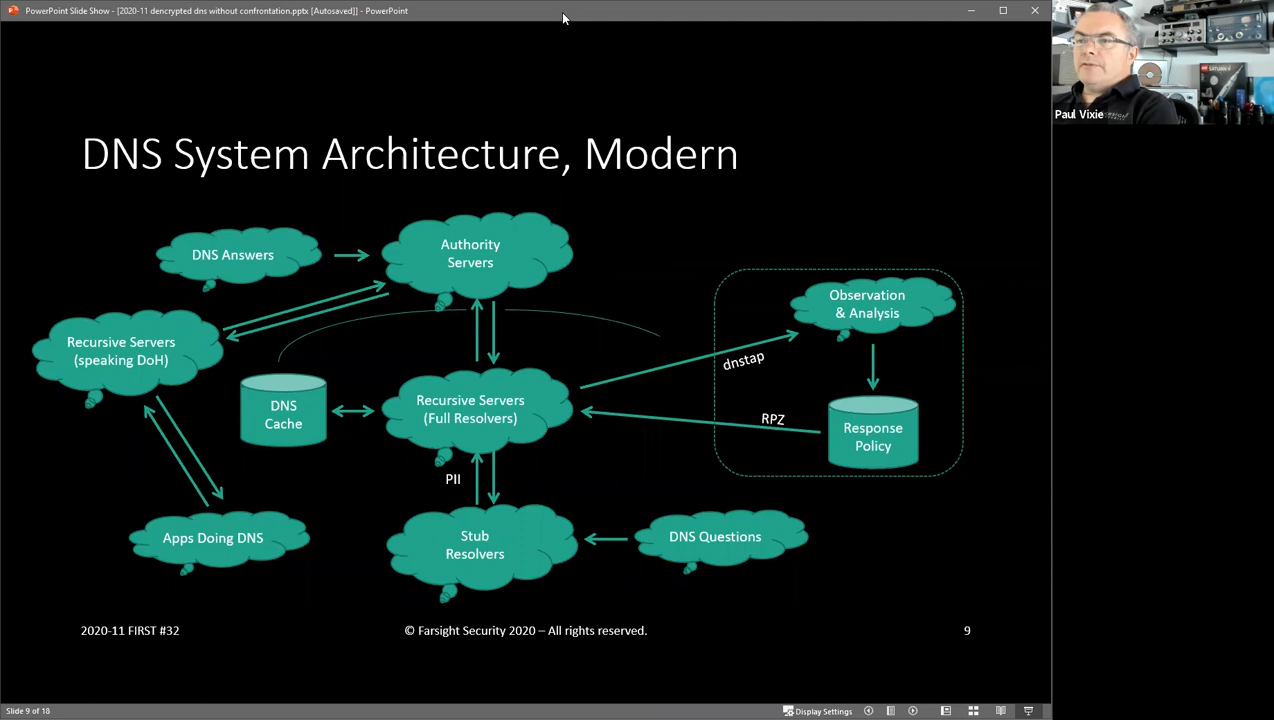 PowerPoint Slide Show - [2020-11 dencrypted dns without confrontation.pptx [Autosaved]] - PowerPoint
Paul Vixie
SATURN V
DNS System Architecture, Modern
DNS Answers
Authority
Servers
Observation
& Analysis
Recursive Servers
(speaking DoH)
dnstap
DNS
Cache
Recursive Servers
(Full Resolvers)
RPZ
Response
Policy
PII
Apps Doing DNS
Stub
Resolvers
DNS Questions
2020-11 FIRST #32
© Farsight Security 2020 – All rights reserved.
9
Slide 9 of 18
Display Settings